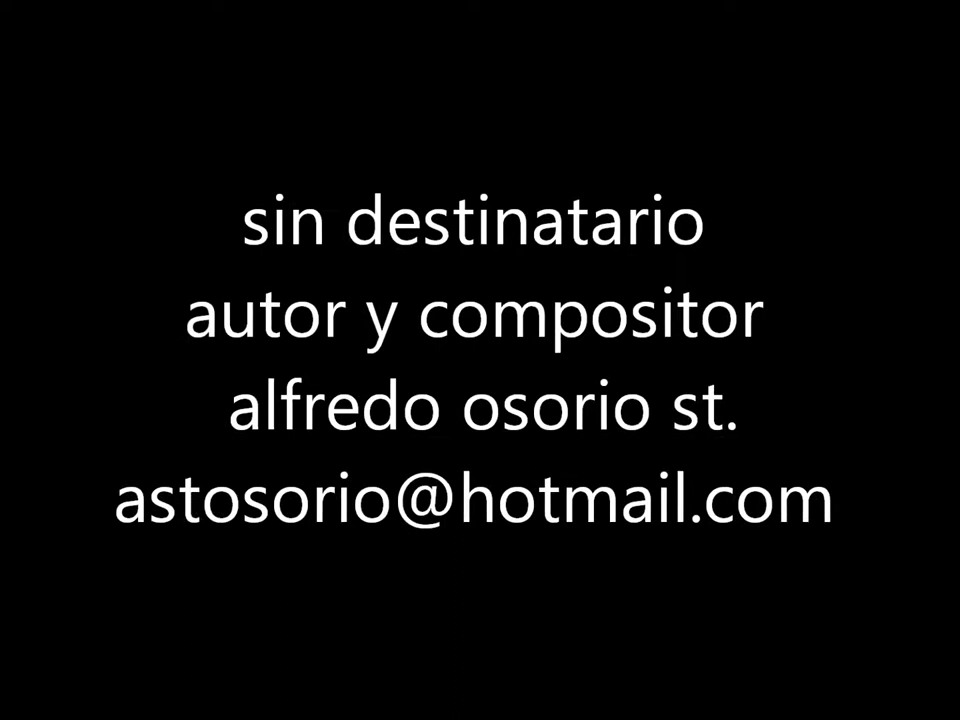 sin destinatario
autor y compositor
alfredo osorio st.
astosorio@hotmail.com